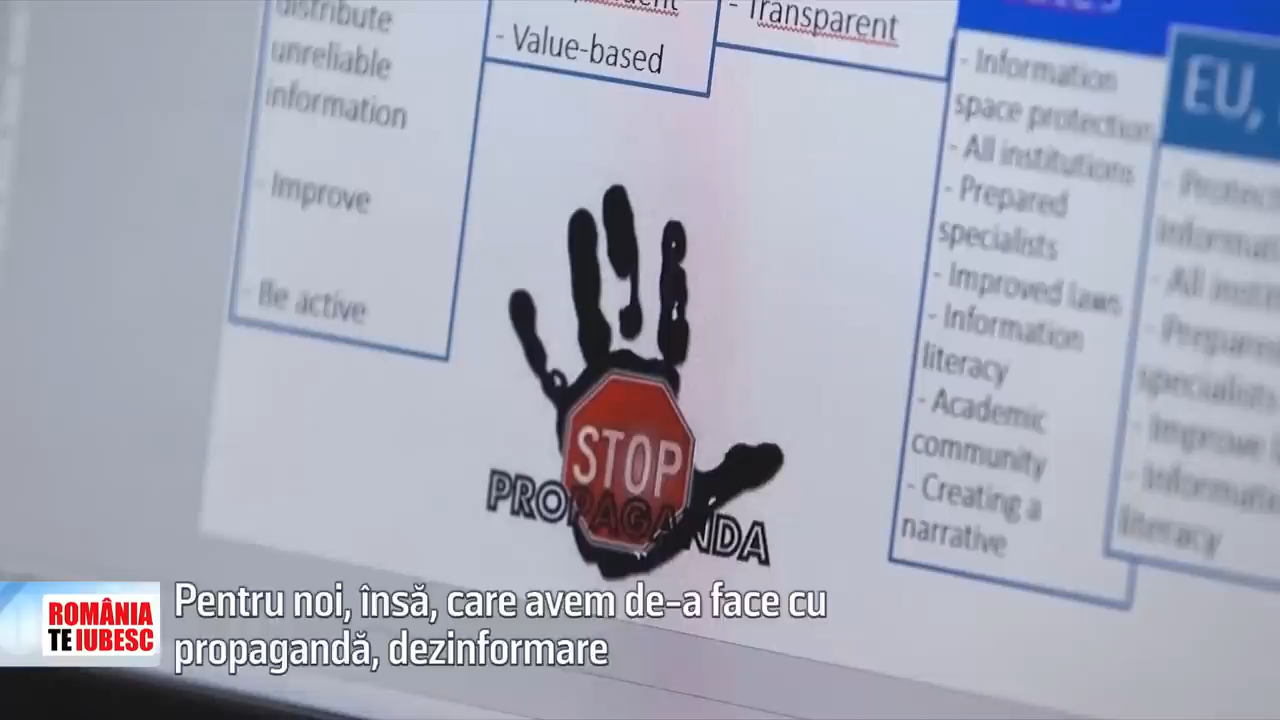 distribute
unreliable
information
- Improve
- Be active
- Value-based
- Transparent
- Information
space protection
- All institutions
- Prepared
specialists
- Improved laws
- Information
literacy
- Academic
community
- Creating a
narrative
EU,
- All
literacy
STOP
PROPAGANDA
ROMÂNIA
TE IUBESC
Pentru noi, însă, care avem de-a face cu
propagandă, dezinformare